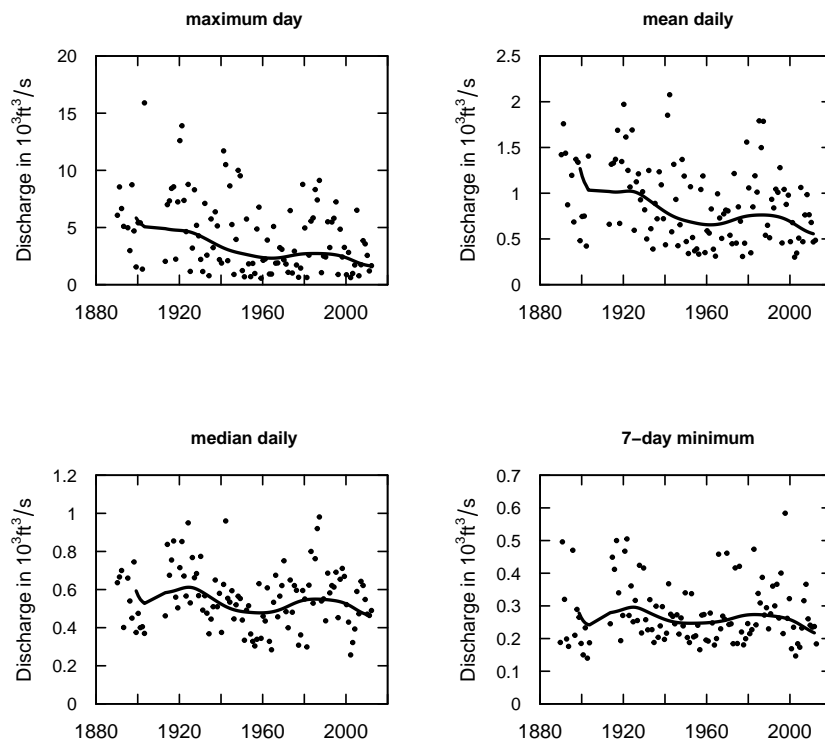 maximum day
Discharge in 10³ft³/s
20
15
10
5
0
1880 1920 1960 2000
mean daily
Discharge in 10³ft³/s
2.5
2
1.5
1
0.5
0
1880 1920 1960 2000
median daily
Discharge in 10³ft³/s
1.2
1
0.8
0.6
0.4
0.2
0
1880 1920 1960 2000
7−day minimum
Discharge in 10³ft³/s
0.7
0.6
0.5
0.4
0.3
0.2
0.1
0
1880 1920 1960 2000